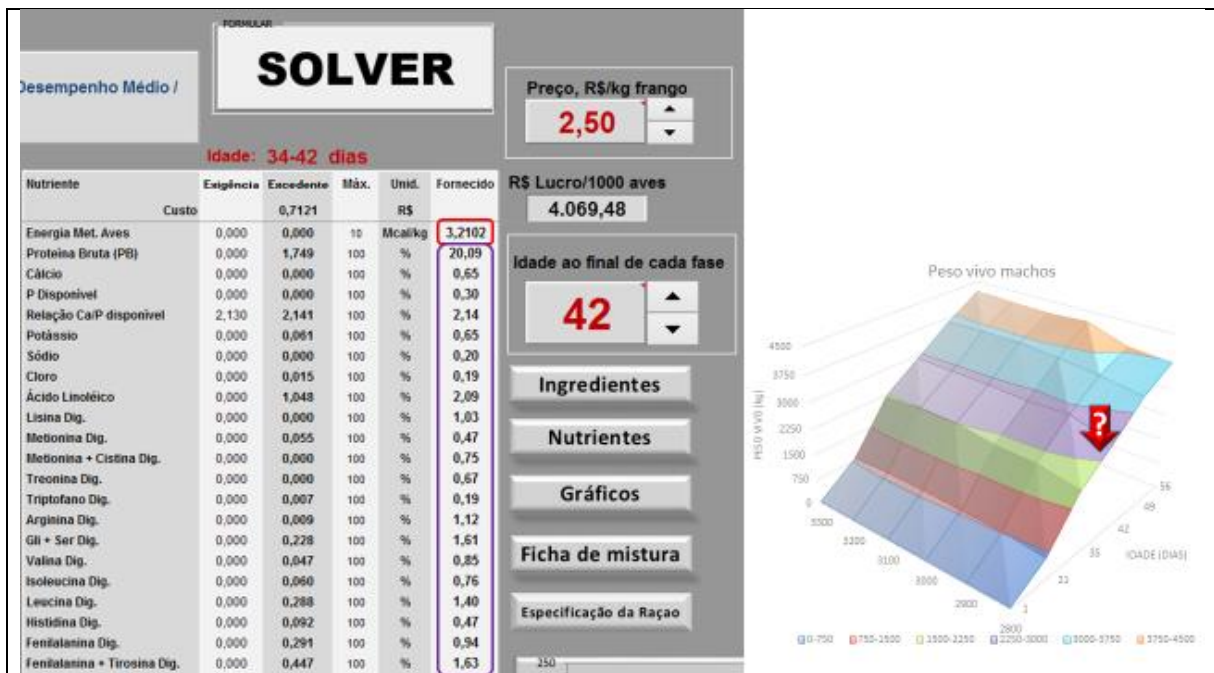 FORMULAR
SOLVER
Desempenho Médio /
Idade: 34-42 dias
Nutriente Exigência Excedente Máx. Unid. Fornecido
Custo 0,7121 R$
Energia Met. Aves 0,000 0,000 10 Mcal/kg 3,2102
Proteína Bruta (PB) 0,000 1,749 100 % 20,09
Cálcio 0,000 0,000 100 % 0,65
P Disponível 0,000 0,000 100 % 0,30
Relação Ca/P disponível 2,130 2,141 100 % 2,14
Potássio 0,000 0,061 100 % 0,65
Sódio 0,000 0,000 100 % 0,20
Cloro 0,000 0,015 100 % 0,19
Ácido Linoléico 0,000 1,048 100 % 2,09
Lisina Dig. 0,000 0,000 100 % 1,03
Metionina Dig. 0,000 0,055 100 % 0,47
Metionina + Cistina Dig. 0,000 0,000 100 % 0,75
Treonina Dig. 0,000 0,000 100 % 0,67
Triptofano Dig. 0,000 0,007 100 % 0,19
Arginina Dig. 0,000 0,009 100 % 1,12
Gli + Ser Dig. 0,000 0,228 100 % 1,61
Valina Dig. 0,000 0,047 100 % 0,85
Isoleucina Dig. 0,000 0,060 100 % 0,76
Leucina Dig. 0,000 0,288 100 % 1,40
Histidina Dig. 0,000 0,092 100 % 0,47
Fenilalanina Dig. 0,000 0,291 100 % 0,94
Fenilalanina + Tirosina Dig. 0,000 0,447 100 % 1,63
Preço, R$/kg frango
2,50
R$ Lucro/1000 aves
4.069,48
Idade ao final de cada fase
42
Ingredientes
Nutrientes
Gráficos
Ficha de mistura
Especificação da Raçao
250
Peso vivo machos
PESO VIVO (kg)
4500
3750
3000
2250
1500
750
0
?
3300
3200
3100
3000
2900
2800
56
49
42
35
21
1
IDADE (DIAS)
0-750 750-1500 1500-2250 2250-3000 3000-3750 3750-4500